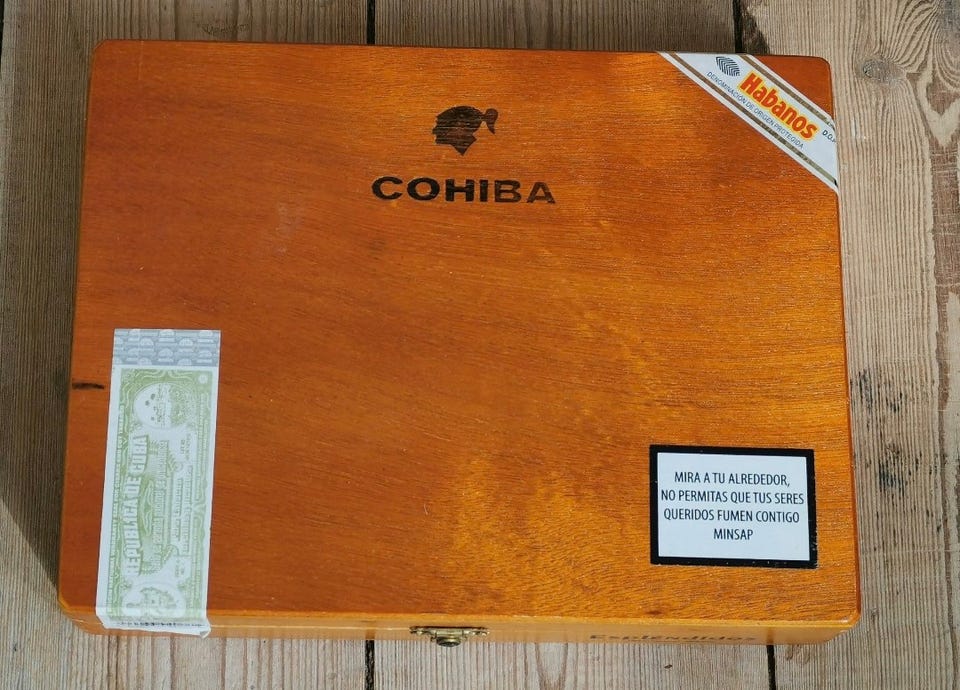 Habanos
DENOMINACIÓN DE ORIGEN PROTEGIDA
D.O.P.
COHIBA
REPUBLICA DE CUBA
MIRA A TU ALREDEDOR,
NO PERMITAS QUE TUS SERES
QUERIDOS FUMEN CONTIGO
MINSAP
Espléndidos